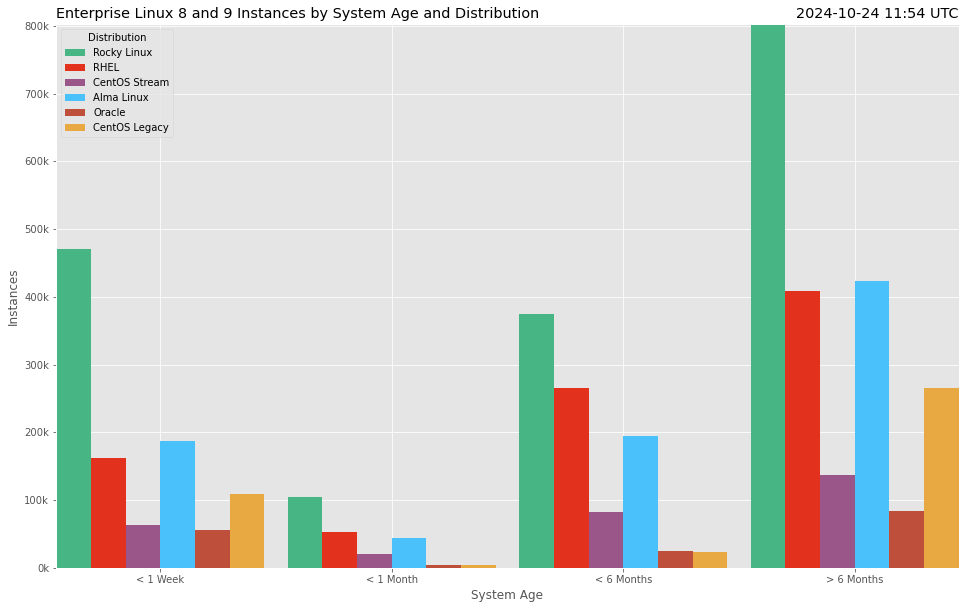 Enterprise Linux 8 and 9 Instances by System Age and Distribution
2024-10-24 11:54 UTC
Distribution
Rocky Linux
RHEL
CentOS Stream
Alma Linux
Oracle
CentOS Legacy
800k
700k
600k
500k
400k
300k
200k
100k
0k
Instances
< 1 Week
< 1 Month
< 6 Months
> 6 Months
System Age